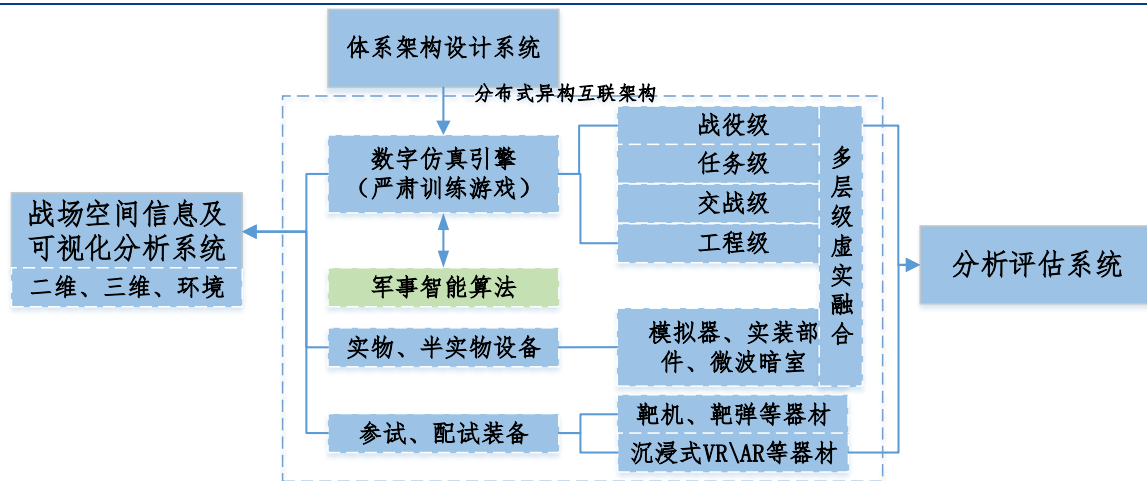 体系架构设计系统
分布式异构互联架构
数字仿真引擎
（严肃训练游戏）
战役级
任务级
交战级
工程级
多层级虚实融合
战场空间信息及
可视化分析系统
二维、三维、环境
军事智能算法
分析评估系统
实物、半实物设备
模拟器、实装部
件、微波暗室
参试、配试装备
靶机、靶弹等器材
沉浸式VR\AR等器材